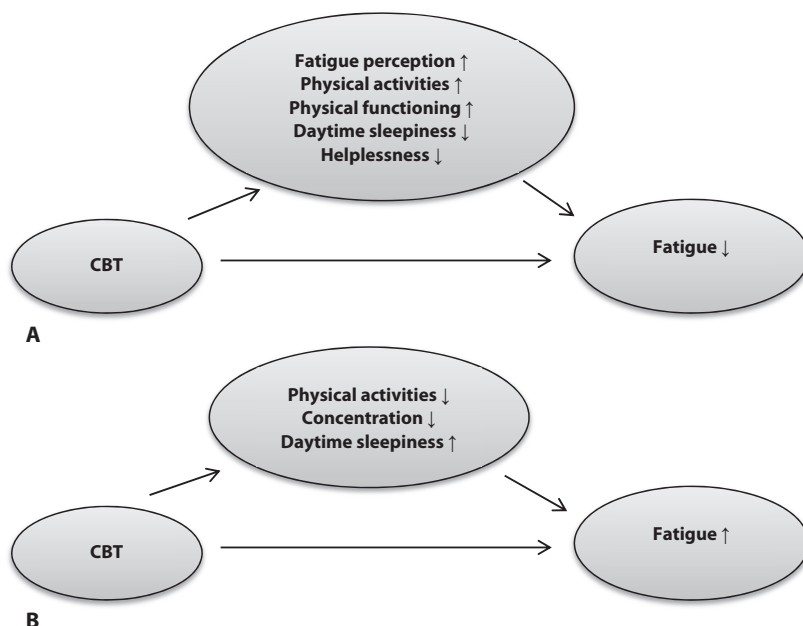 Fatigue perception ↑
Physical activities ↑
Physical functioning ↑
Daytime sleepiness ↓
Helplessness ↓
CBT
Fatigue ↓
A
Physical activities ↓
Concentration ↓
Daytime sleepiness ↑
CBT
Fatigue ↑
B